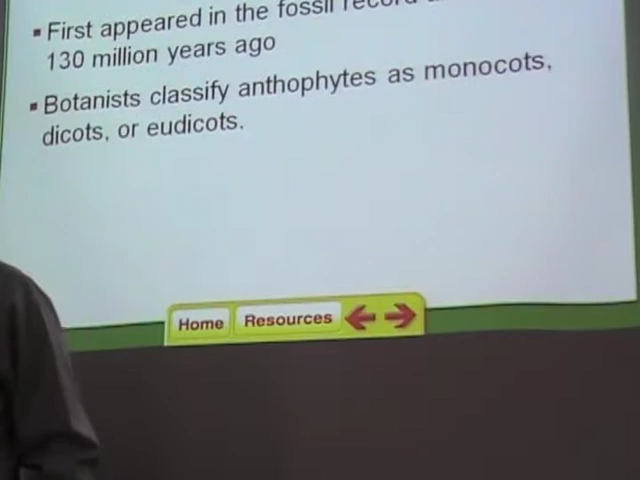 ▪ First appeared in the fossil record
130 million years ago
▪ Botanists classify anthophytes as monocots,
dicots, or eudicots.
Home Resources